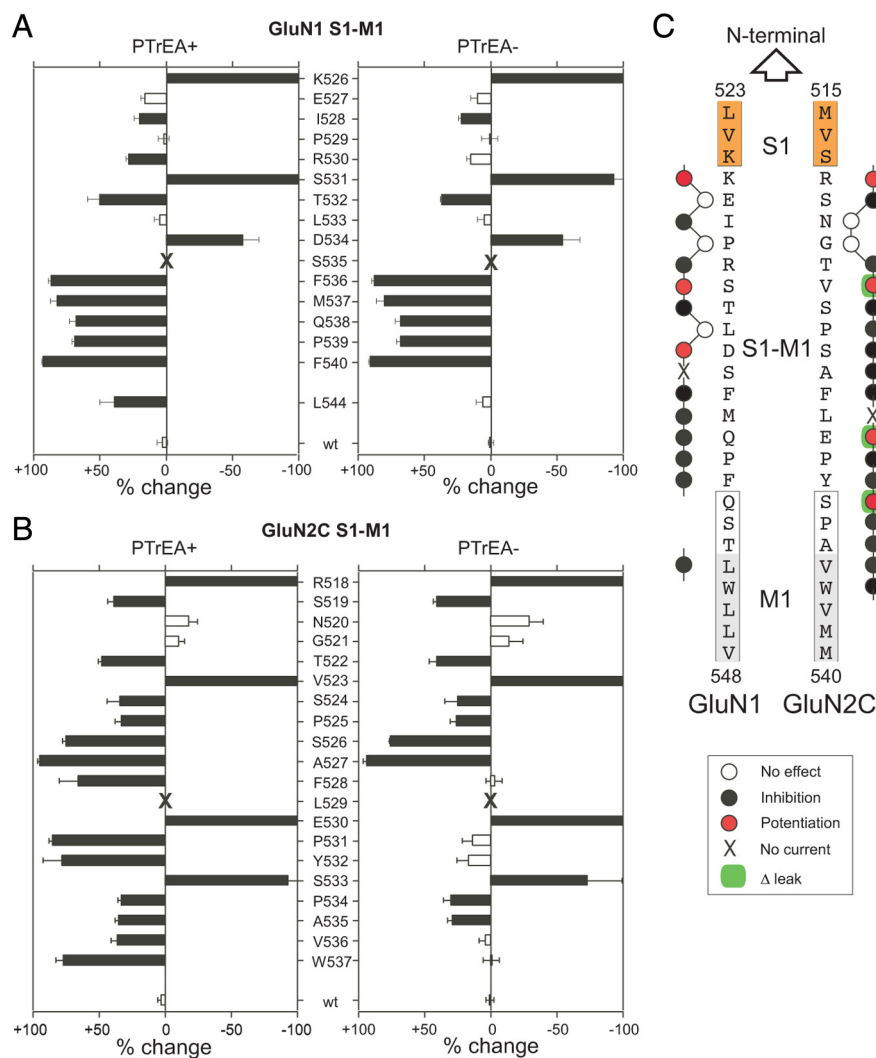 A
GluN1 S1-M1
PTrEA+
PTrEA-
K526
E527
I528
P529
R530
S531
T532
L533
D534
X S535 X
F536
M537
Q538
P539
F540
L544
wt
+100 +50 0 -50 -100
+100 +50 0 -50 -100
% change
% change
B
GluN2C S1-M1
PTrEA+
PTrEA-
R518
S519
N520
G521
T522
V523
S524
P525
S526
A527
F528
X L529 X
E530
P531
Y532
S533
P534
A535
V536
W537
wt
+100 +50 0 -50 -100
+100 +50 0 -50 -100
% change
% change
C
N-terminal
523 515
L M
V S1 V
K S
K R
E S
I N
P G
R T
S V
T S
L P
D S1-M1 S
X S A
F F
M L X
Q E
P P
F Y
Q S
S P
T A
L V
W M1 W
L V
L M
V M
548 540
GluN1 GluN2C
No effect
Inhibition
Potentiation
X No current
Δ leak